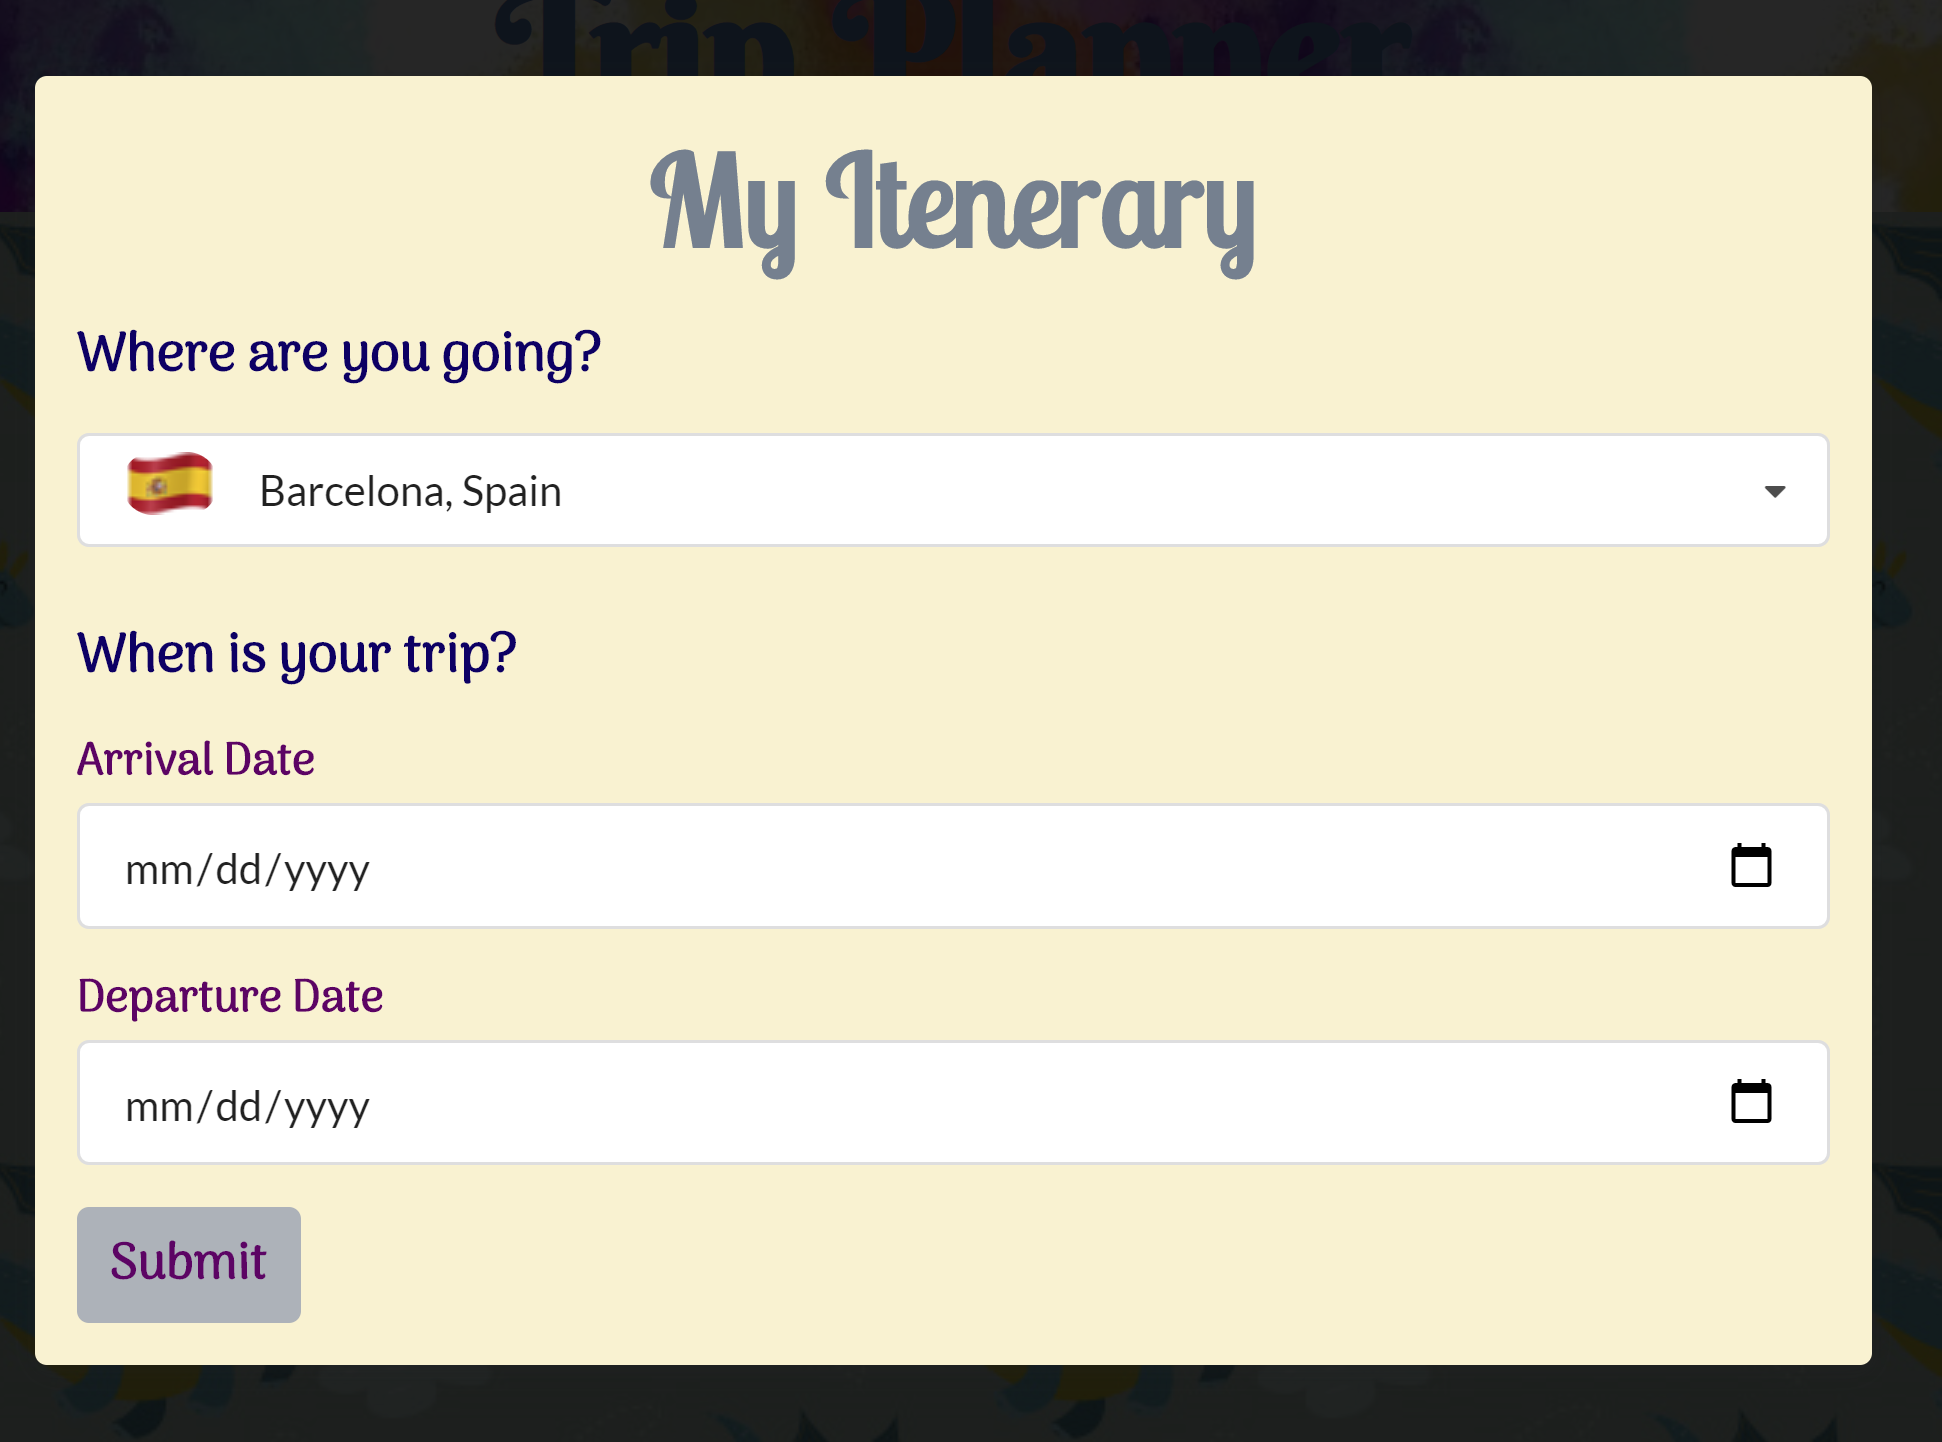 Trip Planner
My Itenerary
Where are you going?
Barcelona, Spain
When is your trip?
Arrival Date
mm/dd/yyyy
Departure Date
mm/dd/yyyy
Submit